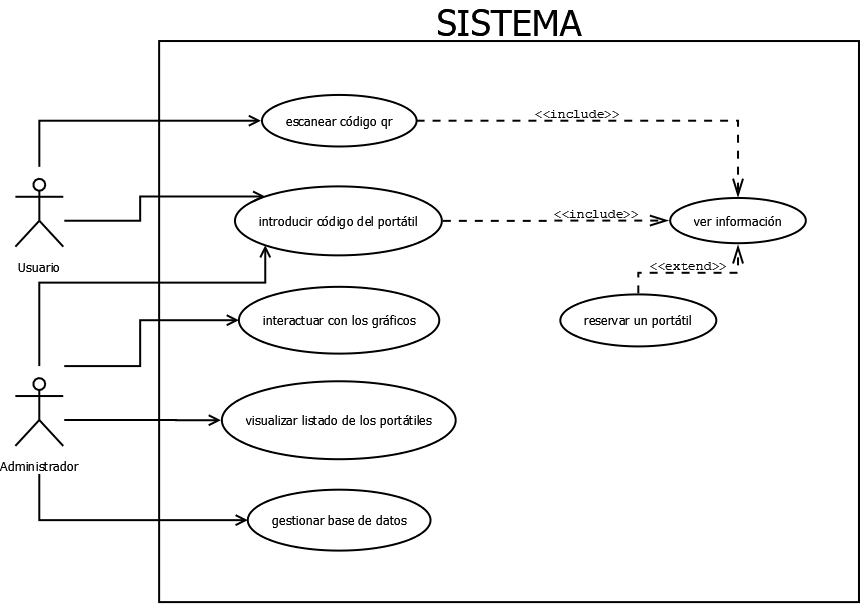 SISTEMA
<<include>>
escanear código qr
introducir código del portátil
<<include>>
ver información
Usuario
<<extend>>
interactuar con los gráficos
reservar un portátil
visualizar listado de los portátiles
Administrador
gestionar base de datos